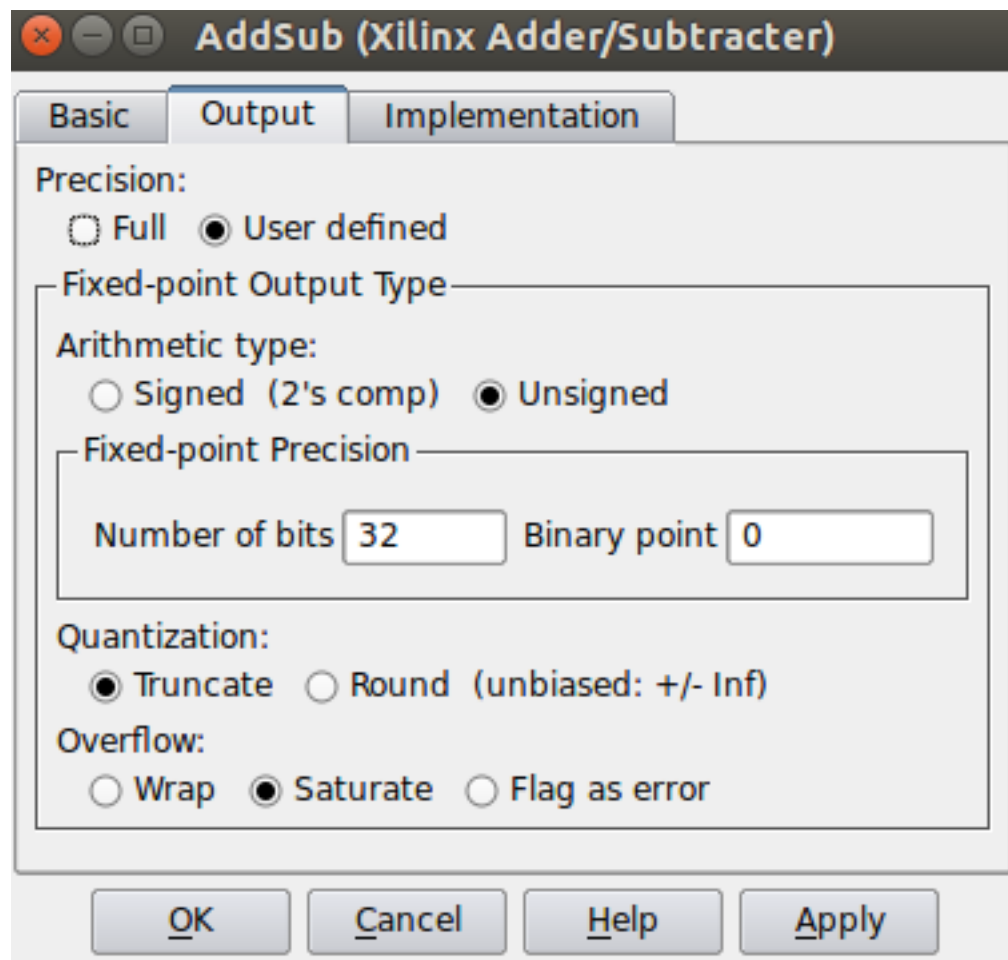 AddSub (Xilinx Adder/Subtracter)
Basic Output Implementation
Precision:
Full User defined
Fixed-point Output Type
Arithmetic type:
Signed (2's comp) Unsigned
Fixed-point Precision
Number of bits 32 Binary point 0
Quantization:
Truncate Round (unbiased: +/- Inf)
Overflow:
Wrap Saturate Flag as error
OK Cancel Help Apply